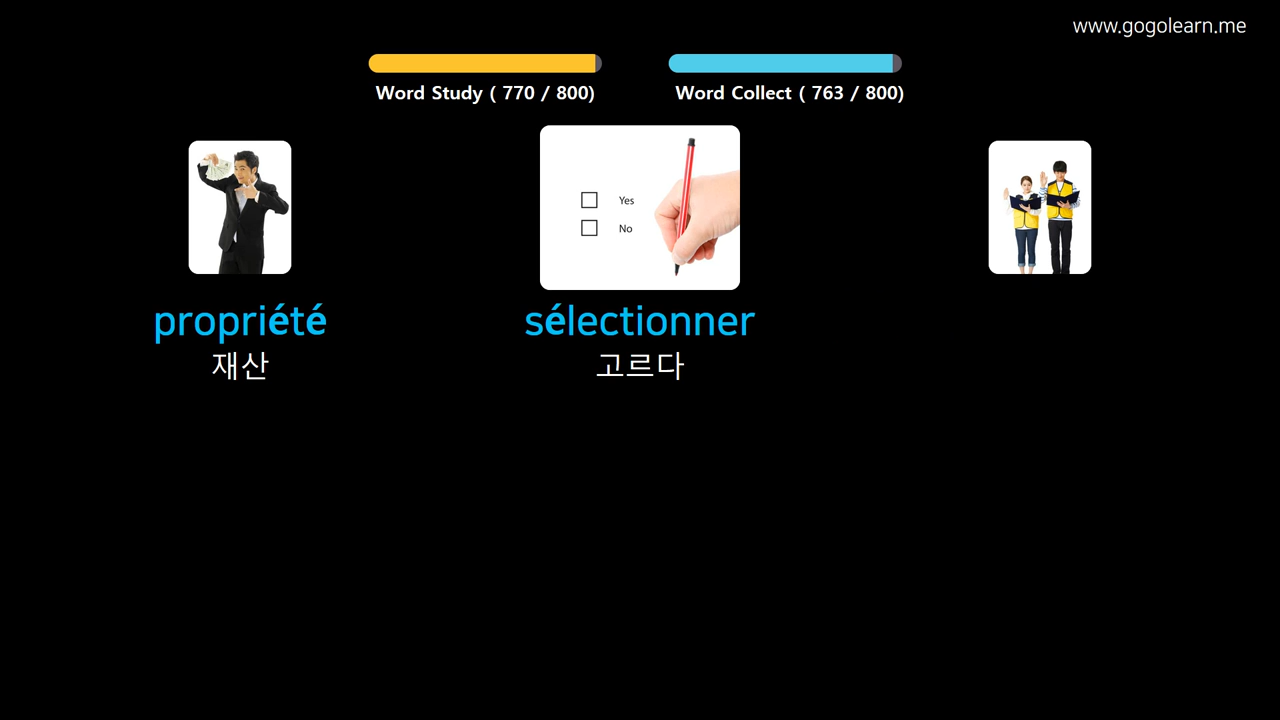 www.gogolearn.me
Word Study ( 770 / 800)
Word Collect ( 763 / 800)
Yes
No
propriété
재산
sélectionner
고르다